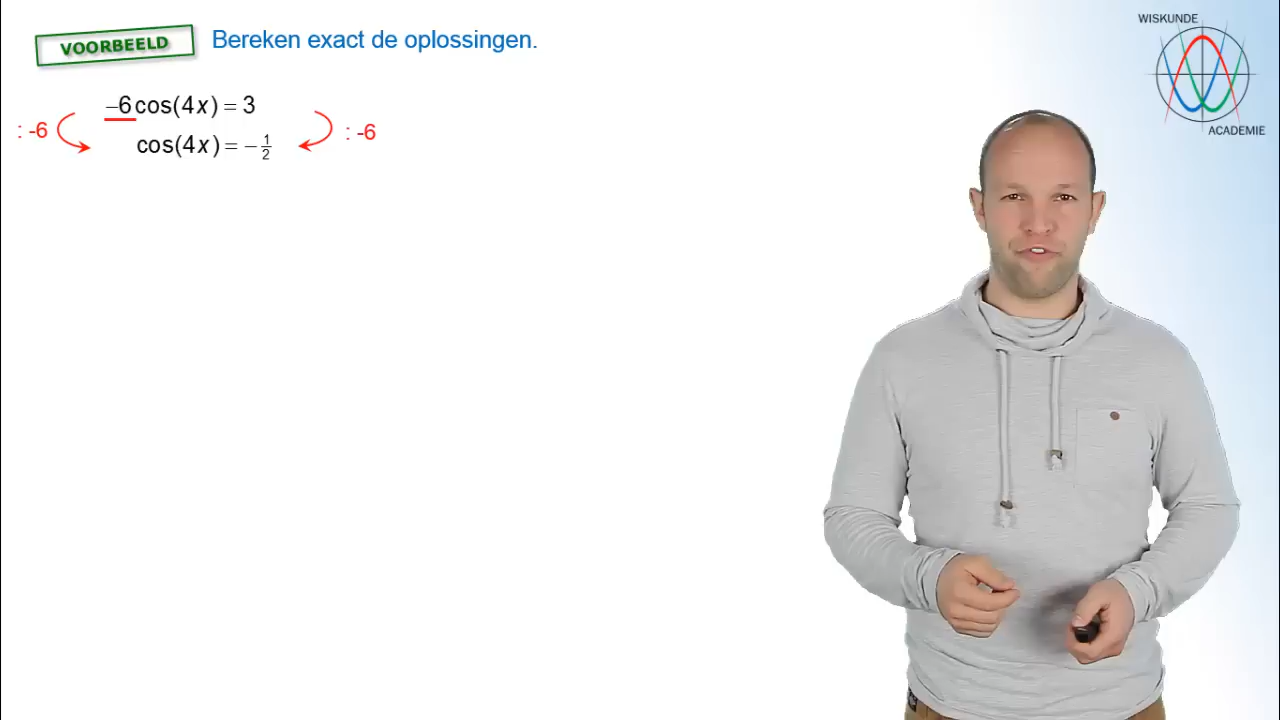 VOORBEELD
Bereken exact de oplossingen.
WISKUNDE
ACADEMIE
−6cos(4x) = 3
: -6
: -6
cos(4x) = −1/2